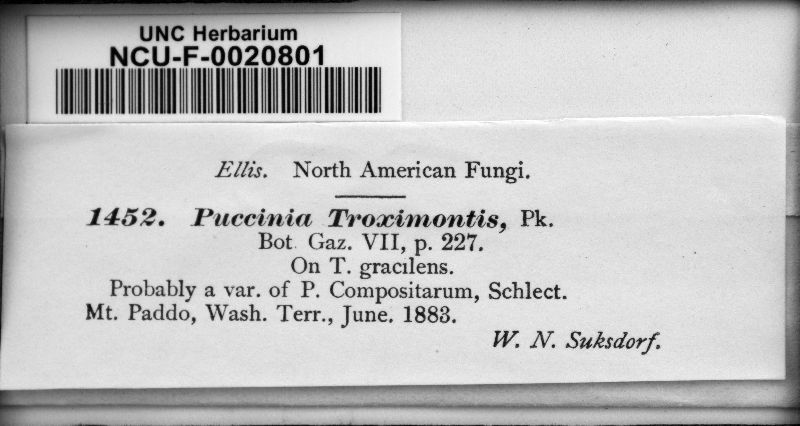 UNC Herbarium
NCU-F-0020801
Ellis. North American Fungi.
1452. Puccinia Troximontis, Pk.
Bot. Gaz. VII, p. 227.
On T. gracilens.
Probably a var. of P. Compositarum, Schlect.
Mt. Paddo, Wash. Terr., June. 1883.
W. N. Suksdorf.